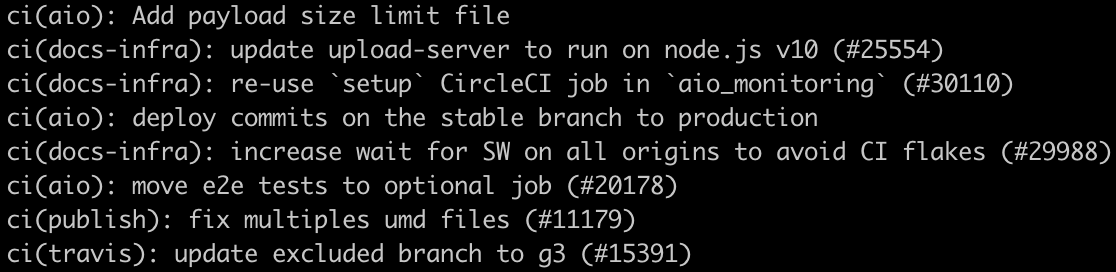 ci(aio): Add payload size limit file
ci(docs-infra): update upload-server to run on node.js v10 (#25554)
ci(docs-infra): re-use `setup` CircleCI job in `aio_monitoring` (#30110)
ci(aio): deploy commits on the stable branch to production
ci(docs-infra): increase wait for SW on all origins to avoid CI flakes (#29988)
ci(aio): move e2e tests to optional job (#20178)
ci(publish): fix multiples umd files (#11179)
ci(travis): update excluded branch to g3 (#15391)